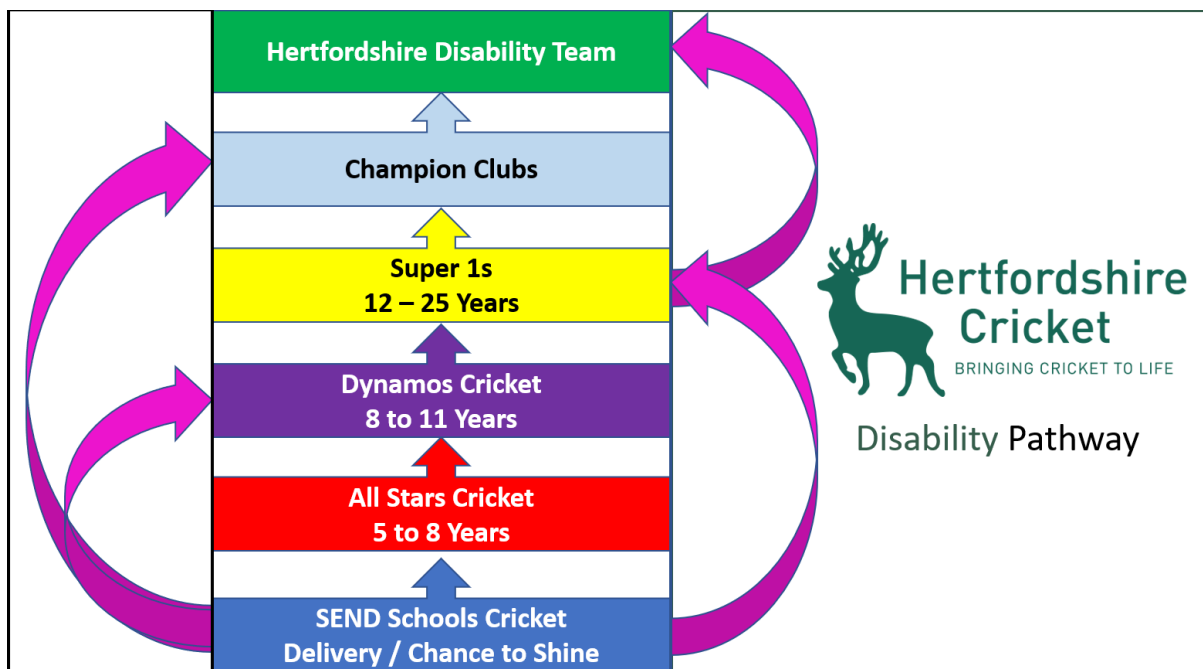 Hertfordshire Disability Team
Champion Clubs
Super 1s
12 – 25 Years
Dynamos Cricket
8 to 11 Years
All Stars Cricket
5 to 8 Years
SEND Schools Cricket
Delivery / Chance to Shine
Hertfordshire
Cricket
BRINGING CRICKET TO LIFE
Disability Pathway